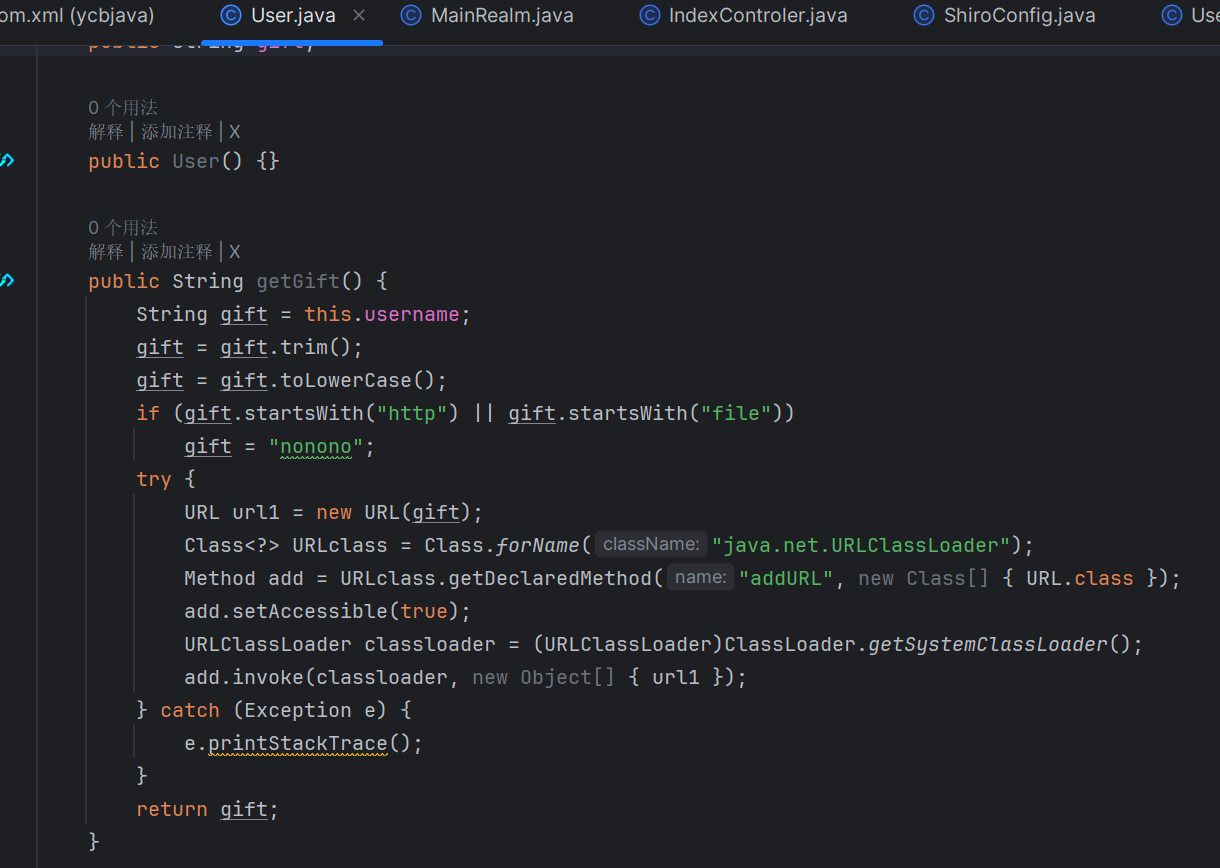 om.xml (ycbjava) User.java MainRealm.java IndexControler.java ShiroConfig.java Use
public String gift;
0 个用法
解释 | 添加注释 | X
public User() {}
0 个用法
解释 | 添加注释 | X
public String getGift() {
String gift = this.username;
gift = gift.trim();
gift = gift.toLowerCase();
if (gift.startsWith("http") || gift.startsWith("file"))
gift = "nonono";
try {
URL url1 = new URL(gift);
Class<?> URLclass = Class.forName( className: "java.net.URLClassLoader");
Method add = URLclass.getDeclaredMethod( name: "addURL", new Class[] { URL.class });
add.setAccessible(true);
URLClassLoader classloader = (URLClassLoader)ClassLoader.getSystemClassLoader();
add.invoke(classloader, new Object[] { url1 });
} catch (Exception e) {
e.printStackTrace();
}
return gift;
}